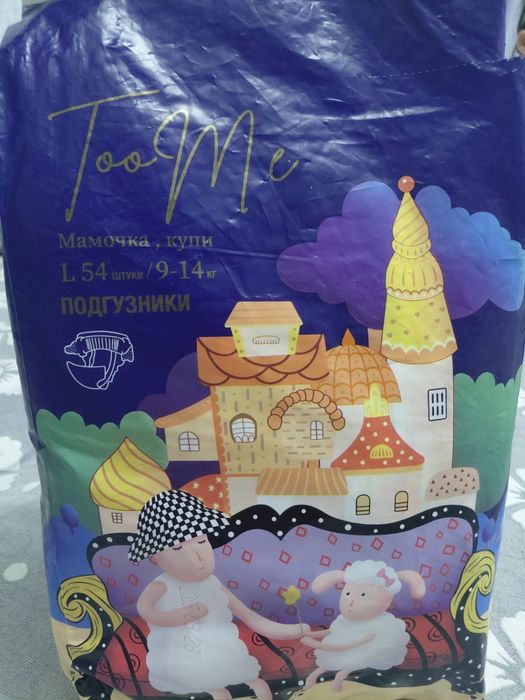 TooMe
Мамочка , купи
L 54 штуки / 9-14 кг
ПОДГУЗНИКИ